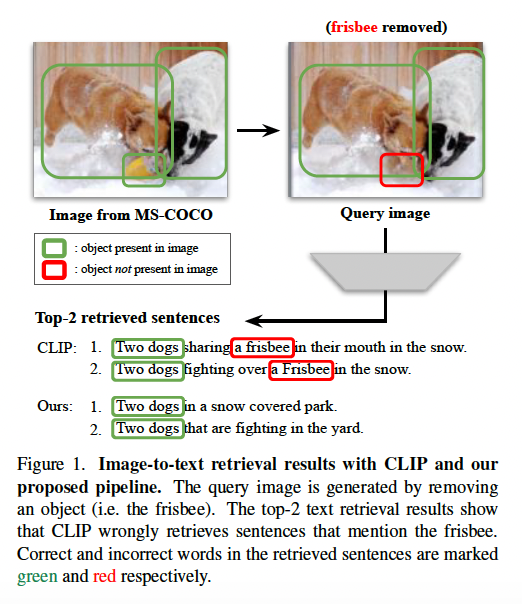 (frisbee removed)
Image from MS-COCO
Query image
: object present in image
: object not present in image
Top-2 retrieved sentences
CLIP: 1. Two dogs sharing a frisbee in their mouth in the snow.
2. Two dogs fighting over a Frisbee in the snow.
Ours: 1. Two dogs in a snow covered park.
2. Two dogs that are fighting in the yard.
Figure 1. Image-to-text retrieval results with CLIP and our
proposed pipeline. The query image is generated by removing
an object (i.e. the frisbee). The top-2 text retrieval results show
that CLIP wrongly retrieves sentences that mention the frisbee.
Correct and incorrect words in the retrieved sentences are marked
green and red respectively.